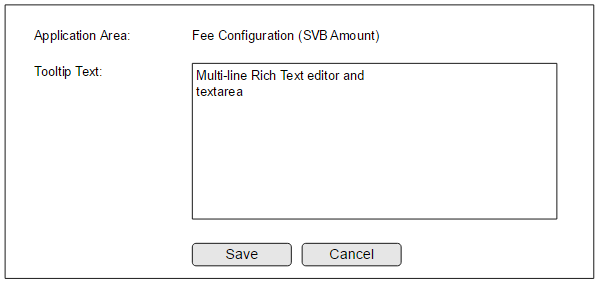 Application Area: Fee Configuration (SVB Amount)
Tooltip Text:
Multi-line Rich Text editor and
textarea
Save Cancel